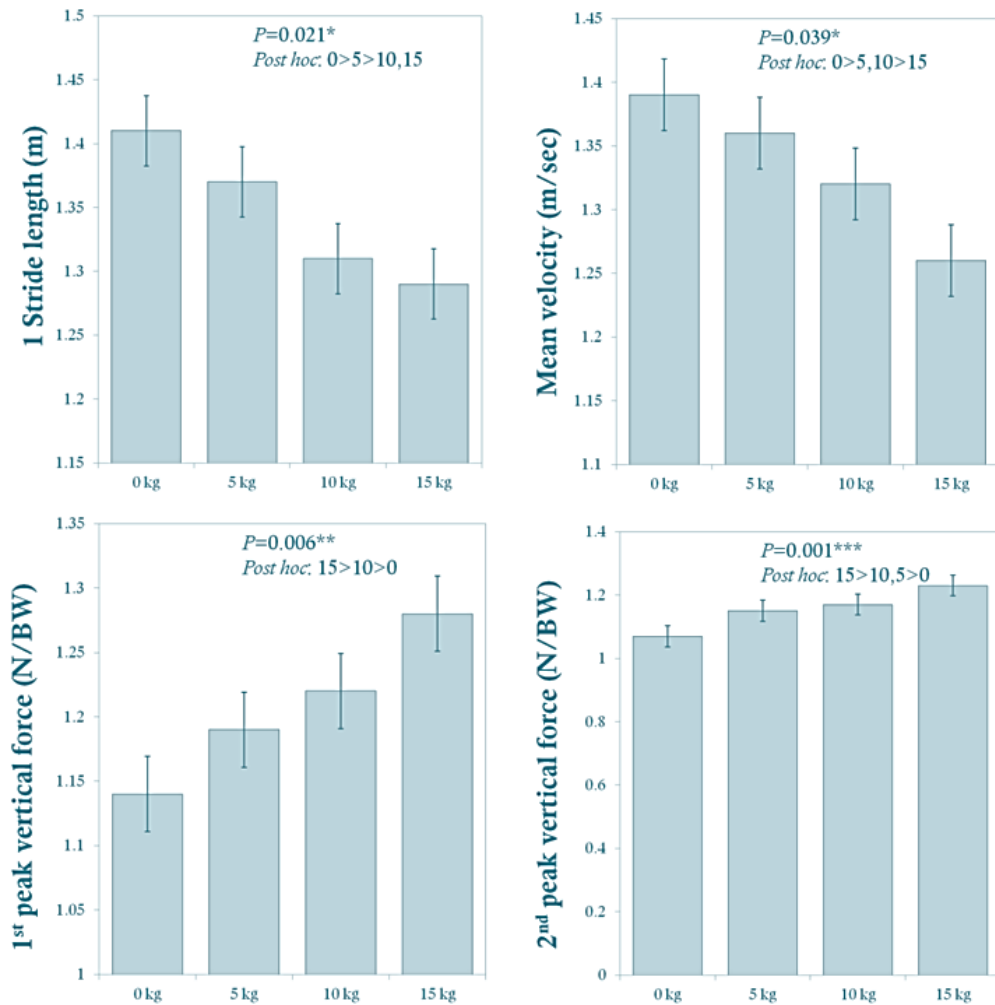 1 Stride length (m)
1.5
1.45
1.4
1.35
1.3
1.25
1.2
1.15
P=0.021*
Post hoc: 0>5>10,15
0 kg
5 kg
10 kg
15 kg
Mean velocity (m/sec)
1.45
1.4
1.35
1.3
1.25
1.2
1.15
1.1
P=0.039*
Post hoc: 0>5,10>15
0 kg
5 kg
10 kg
15 kg
1st peak vertical force (N/BW)
1.35
1.3
1.25
1.2
1.15
1.1
1.05
1
P=0.006**
Post hoc: 15>10>0
0 kg
5 kg
10 kg
15 kg
2nd peak vertical force (N/BW)
1.4
1.2
1
0.8
0.6
0.4
0.2
0
P=0.001***
Post hoc: 15>10,5>0
0 kg
5 kg
10 kg
15 kg